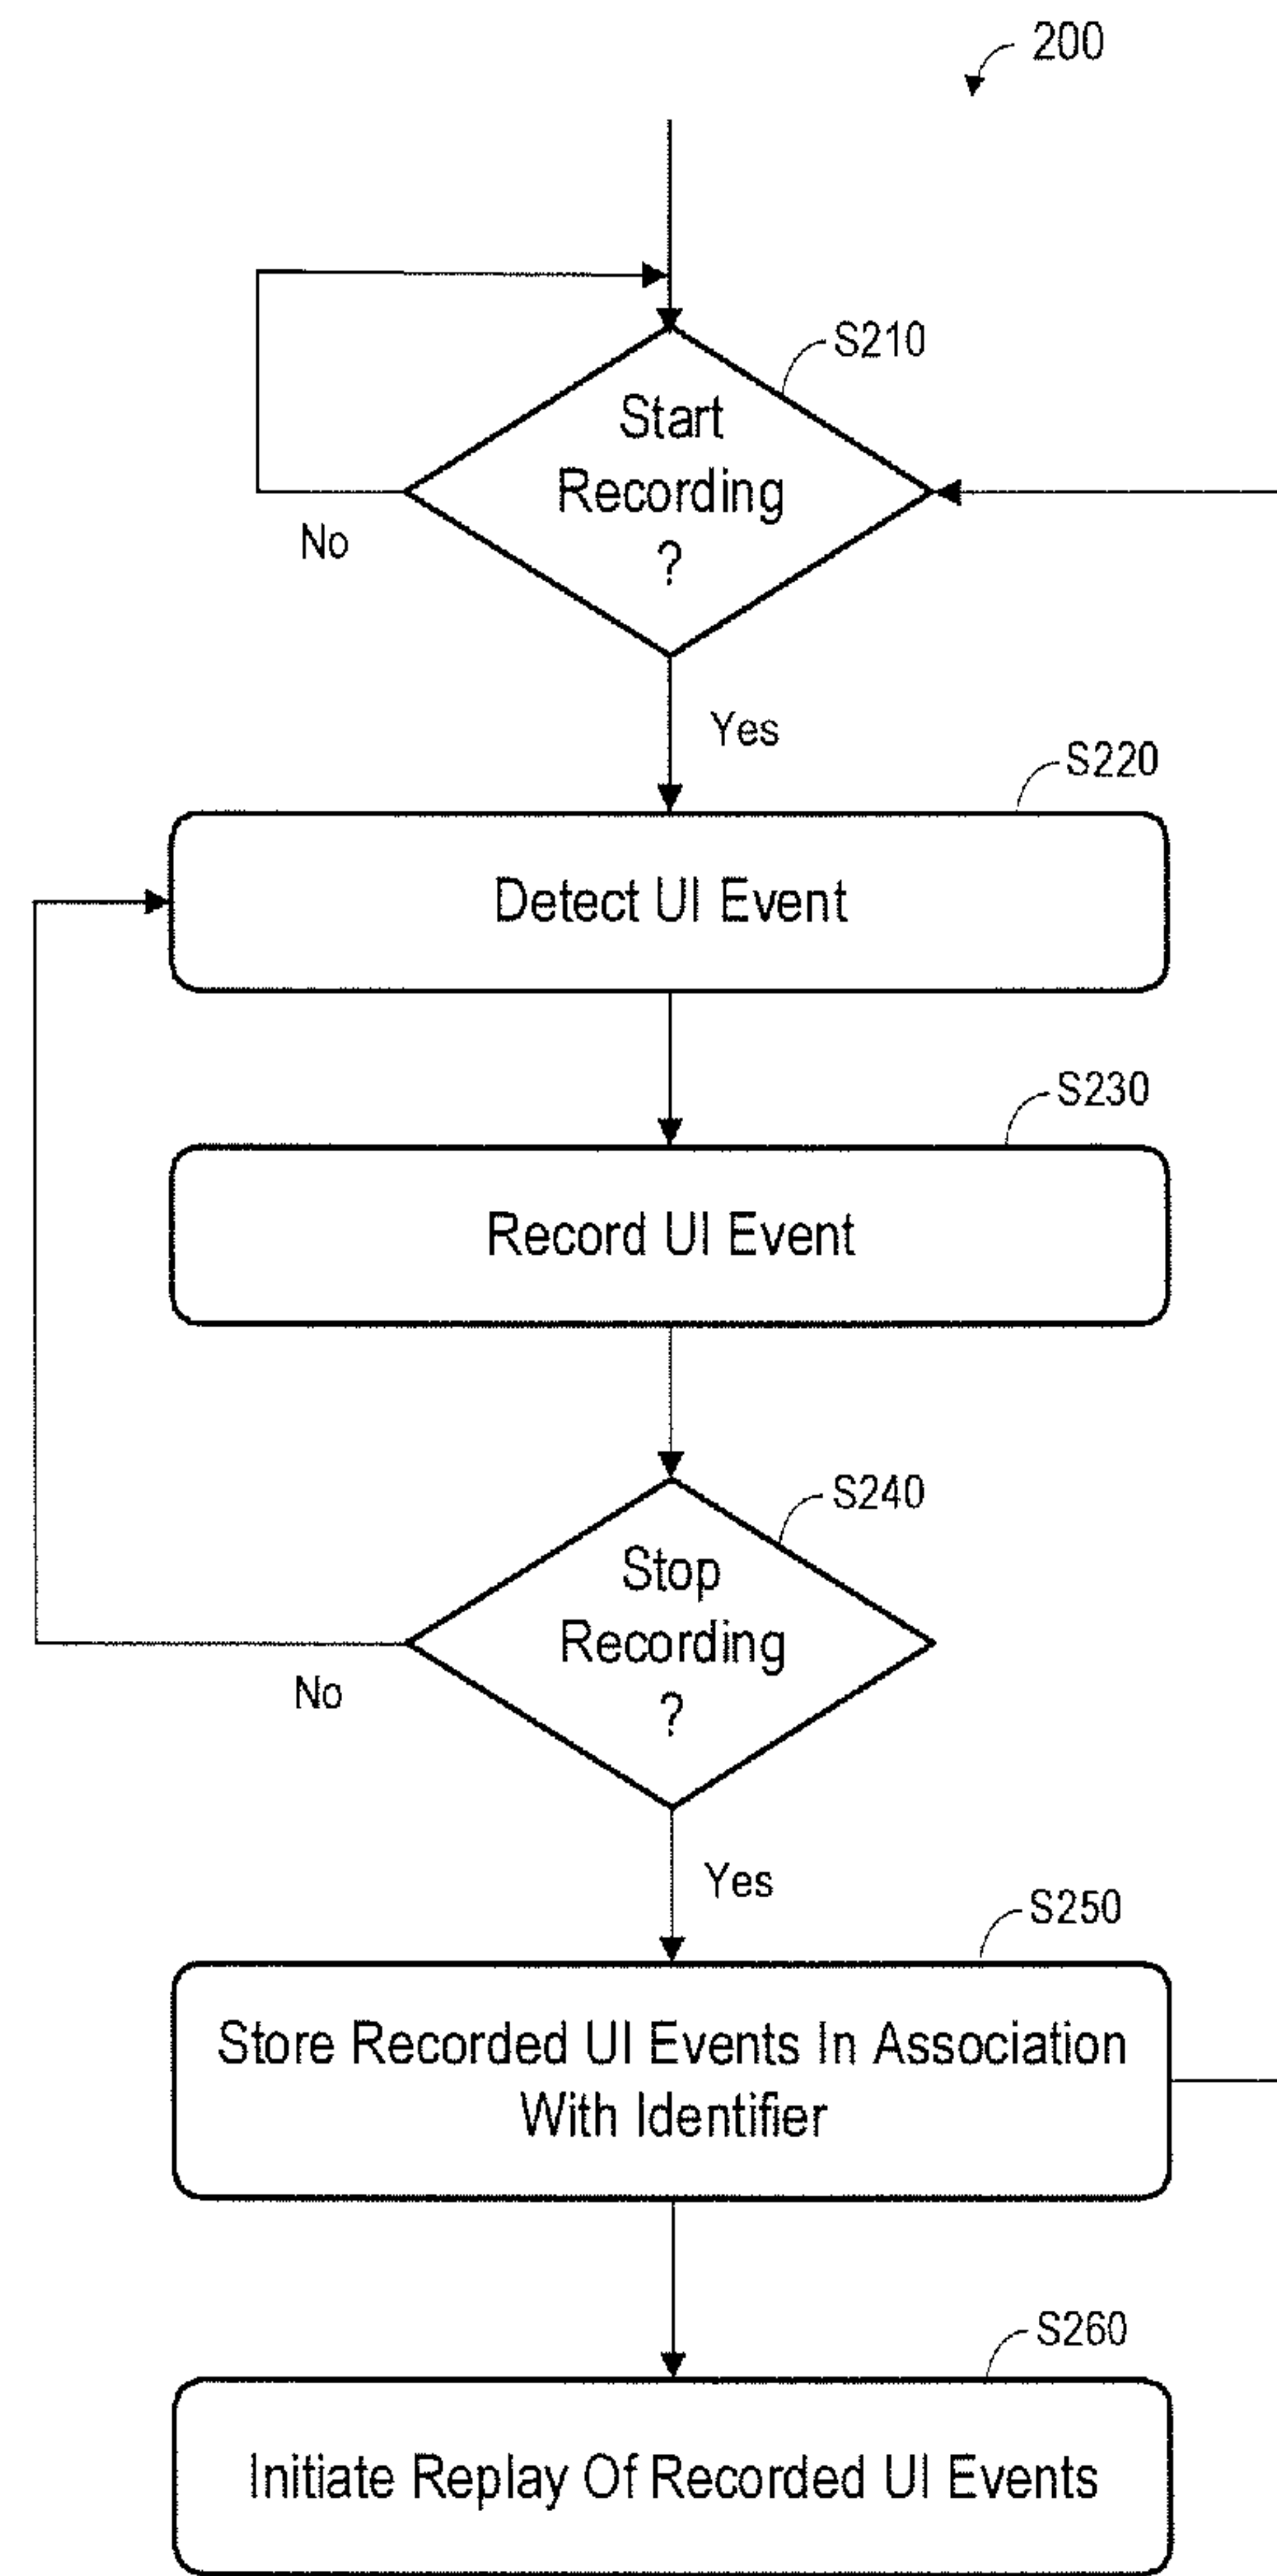 200
S210
Start
Recording
?
No
Yes
S220
Detect UI Event
S230
Record UI Event
S240
Stop
Recording
?
No
Yes
S250
Store Recorded UI Events In Association
With Identifier
S260
Initiate Replay Of Recorded UI Events